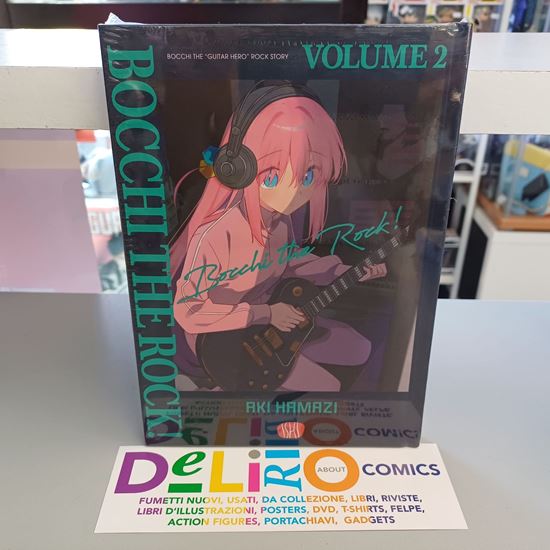 BOCCHI THE "GUITAR HERO" ROCK STORY
VOLUME 2
BOCCHI THE ROCK!
Bocchi the Rock!
AKI HAMAZI
ISHI
DeLiRiO
ABOUT
COMICS
FUMETTI NUOVI, USATI, DA COLLEZIONE, LIBRI, RIVISTE,
LIBRI D'ILLUSTRAZIONI, POSTERS, DVD, T-SHIRTS, FELPE,
ACTION FIGURES, PORTACHIAVI, GADGETS